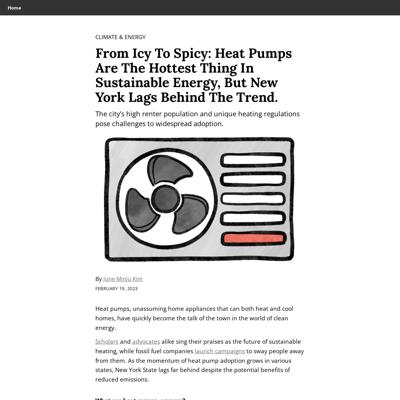 Home
CLIMATE & ENERGY
From Icy To Spicy: Heat Pumps
Are The Hottest Thing In
Sustainable Energy, But New
York Lags Behind The Trend.
The city's high renter population and unique heating regulations
pose challenges to widespread adoption.
By June Minju Kim
FEBRUARY 19, 2023
Heat pumps, unassuming home appliances that can both heat and cool
homes, have quickly become the talk of the town in the world of clean
energy.
Scholars and advocates alike sing their praises as the future of sustainable
heating, while fossil fuel companies launch campaigns to sway people away
from them. As the momentum of heat pump adoption grows in various
states, New York State lags far behind despite the potential benefits of
reduced emissions.